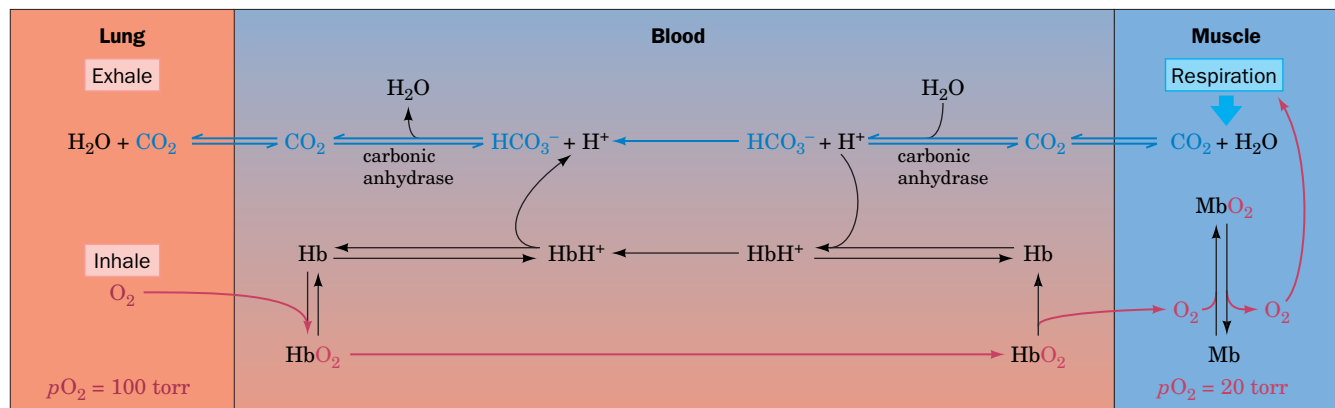 Lung
Blood
Muscle
Exhale
H₂O
H₂O
Respiration
H₂O + CO₂
CO₂
HCO₃⁻ + H⁺
HCO₃⁻ + H⁺
CO₂
CO₂ + H₂O
carbonic
anhydrase
carbonic
anhydrase
MbO₂
Inhale
Hb
HbH⁺
HbH⁺
Hb
O₂
O₂
O₂
HbO₂
HbO₂
Mb
pO₂ = 100 torr
pO₂ = 20 torr